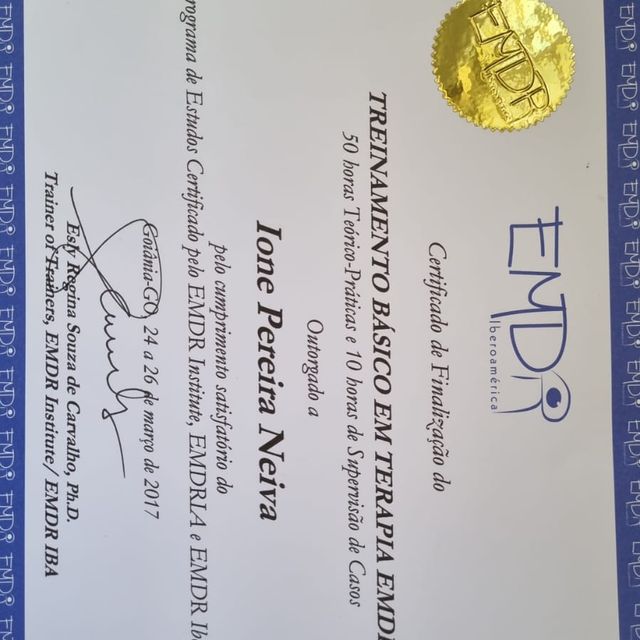 EMDR
Iberoamérica
EMDR
Certificado de Finalização do
TREINAMENTO BÁSICO EM TERAPIA EMDR
50 horas Teórico-Práticas e 10 horas de Supervisão de Casos
Outorgado a
Ione Pereira Neiva
pelo cumprimento satisfatório do
rograma de Estudos Certificado pelo EMDR Institute, EMDRIA e EMDR Ib
Goiânia-GO, 24 a 26 de março de 2017
Esly Regina Souza de Carvalho, Ph.D.
Trainer of Trainers, EMDR Institute/ EMDR IBA